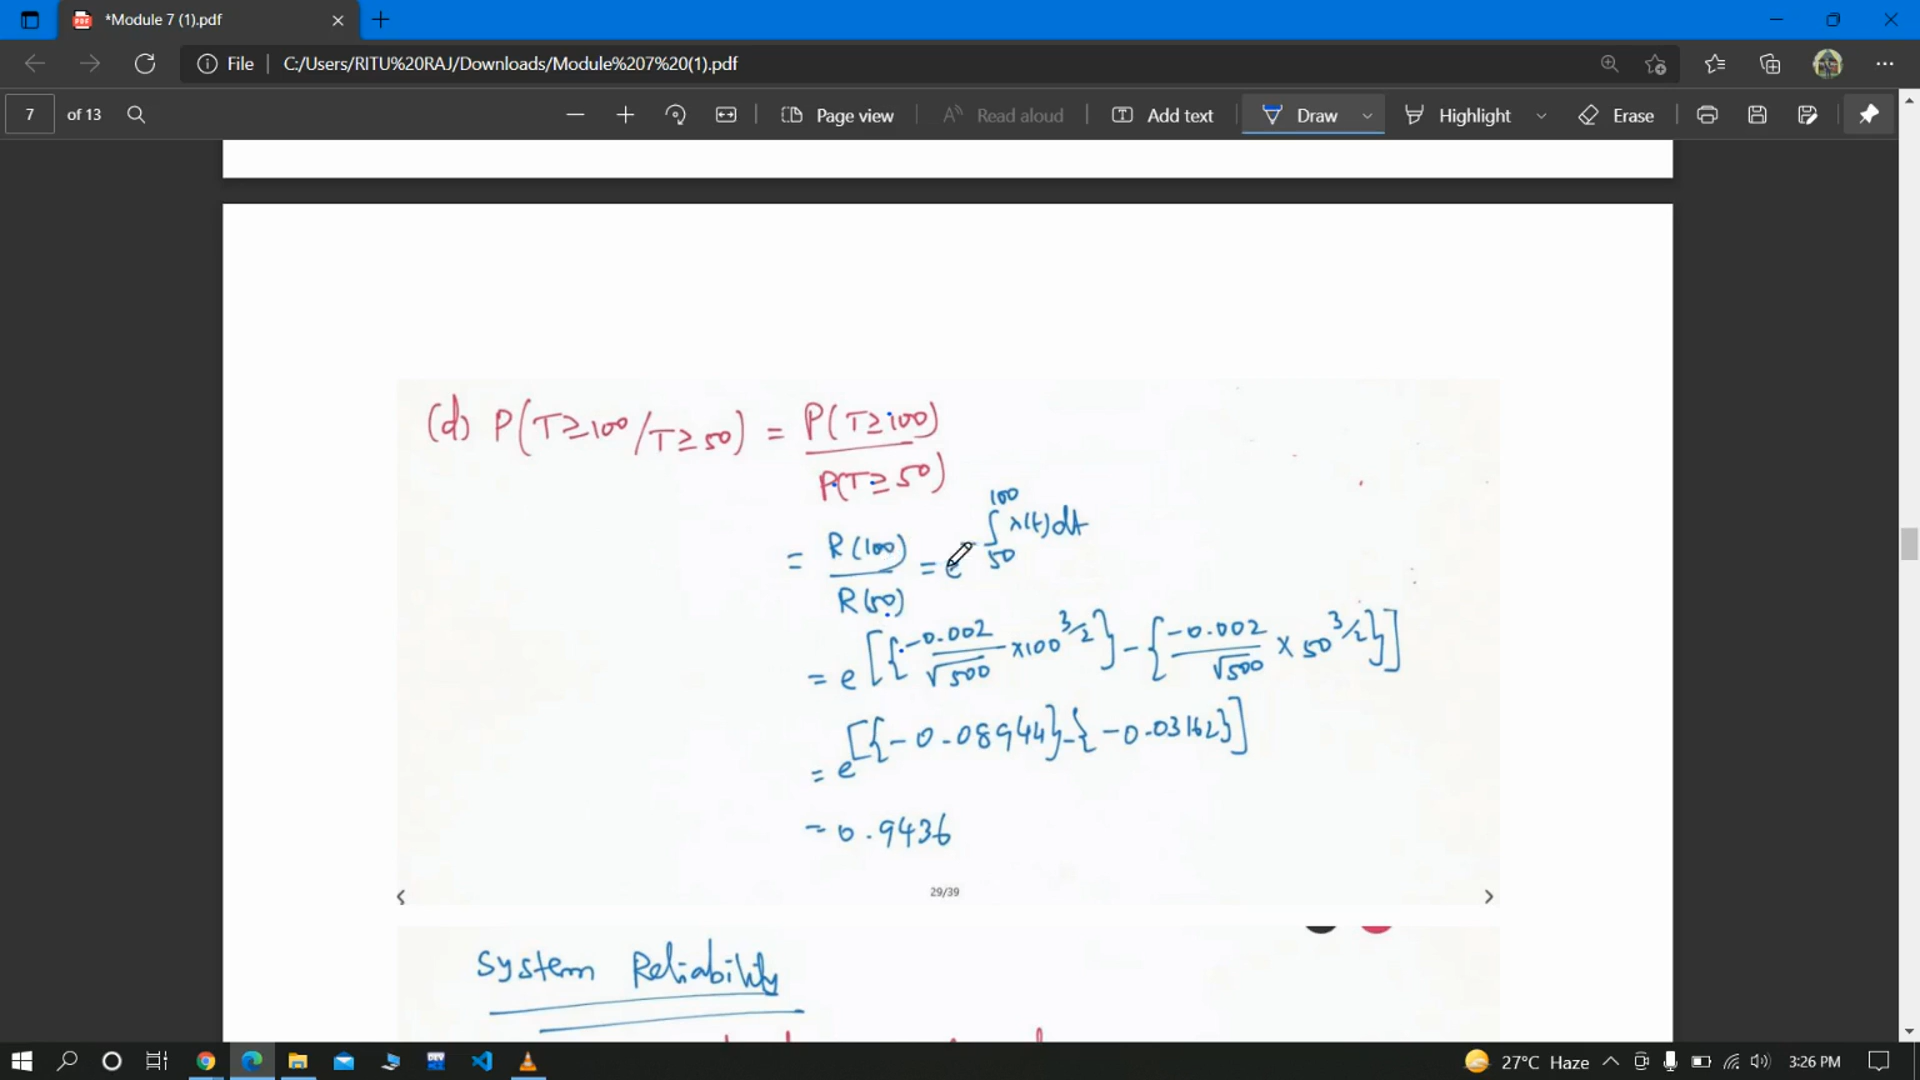 *Module 7 (1).pdf
File C:/Users/RITU%20RAJ/Downloads/Module%207%20(1).pdf
7 of 13 Page view Read aloud Add text Draw Highlight Erase
(d) P(T≥100/T≥50) = P(T≥100)
P(T≥50)
= R(100)/R(50) = e^-∫_50^100 λ(t)dt
= e^[{-0.002/√500 ×100^3/2} - {-0.002/√500 × 50^3/2}]
= e^[{-0.08944}-{-0.03162}]
= 0.9436
29/39
System Reliability
27°C Haze 3:26 PM